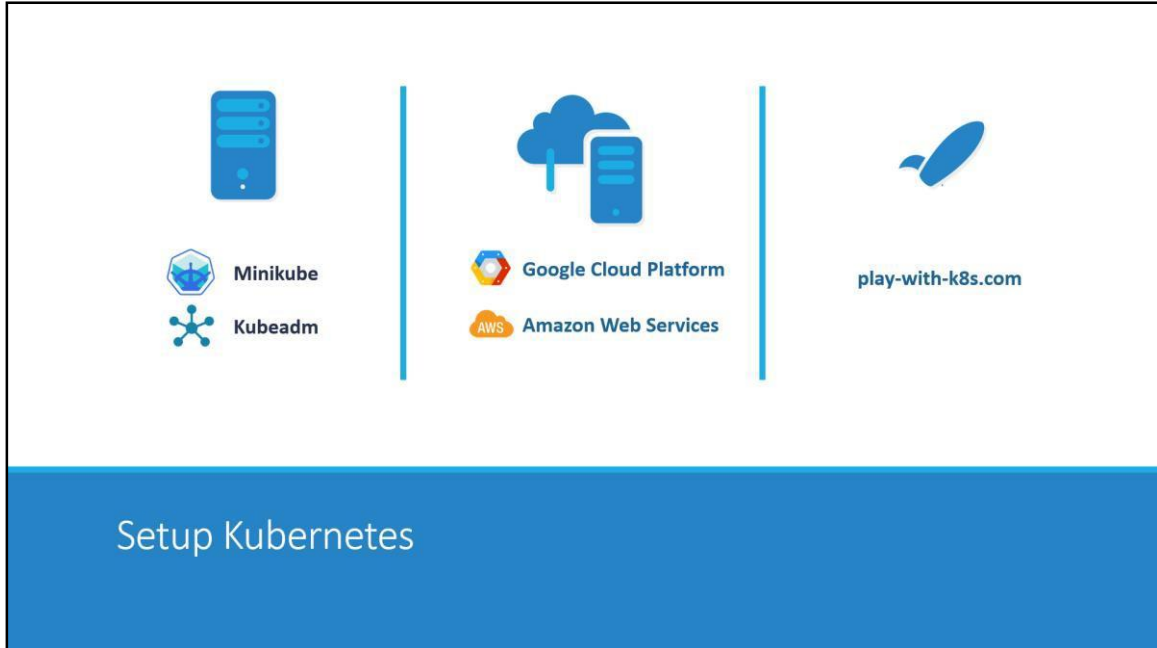 Minikube
Kubeadm
Google Cloud Platform
AWS Amazon Web Services
play-with-k8s.com
Setup Kubernetes